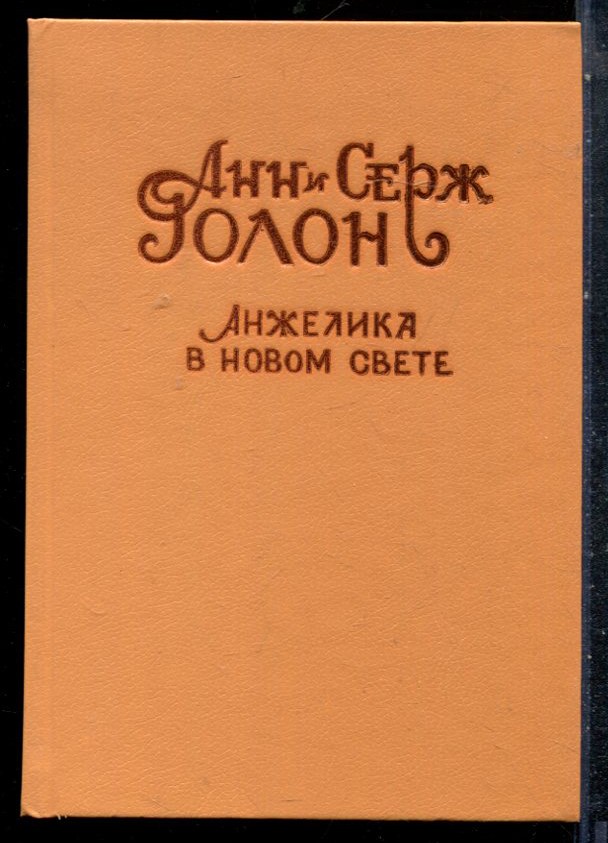 Анн и Серж
Голон
Анжелика
в новом свете